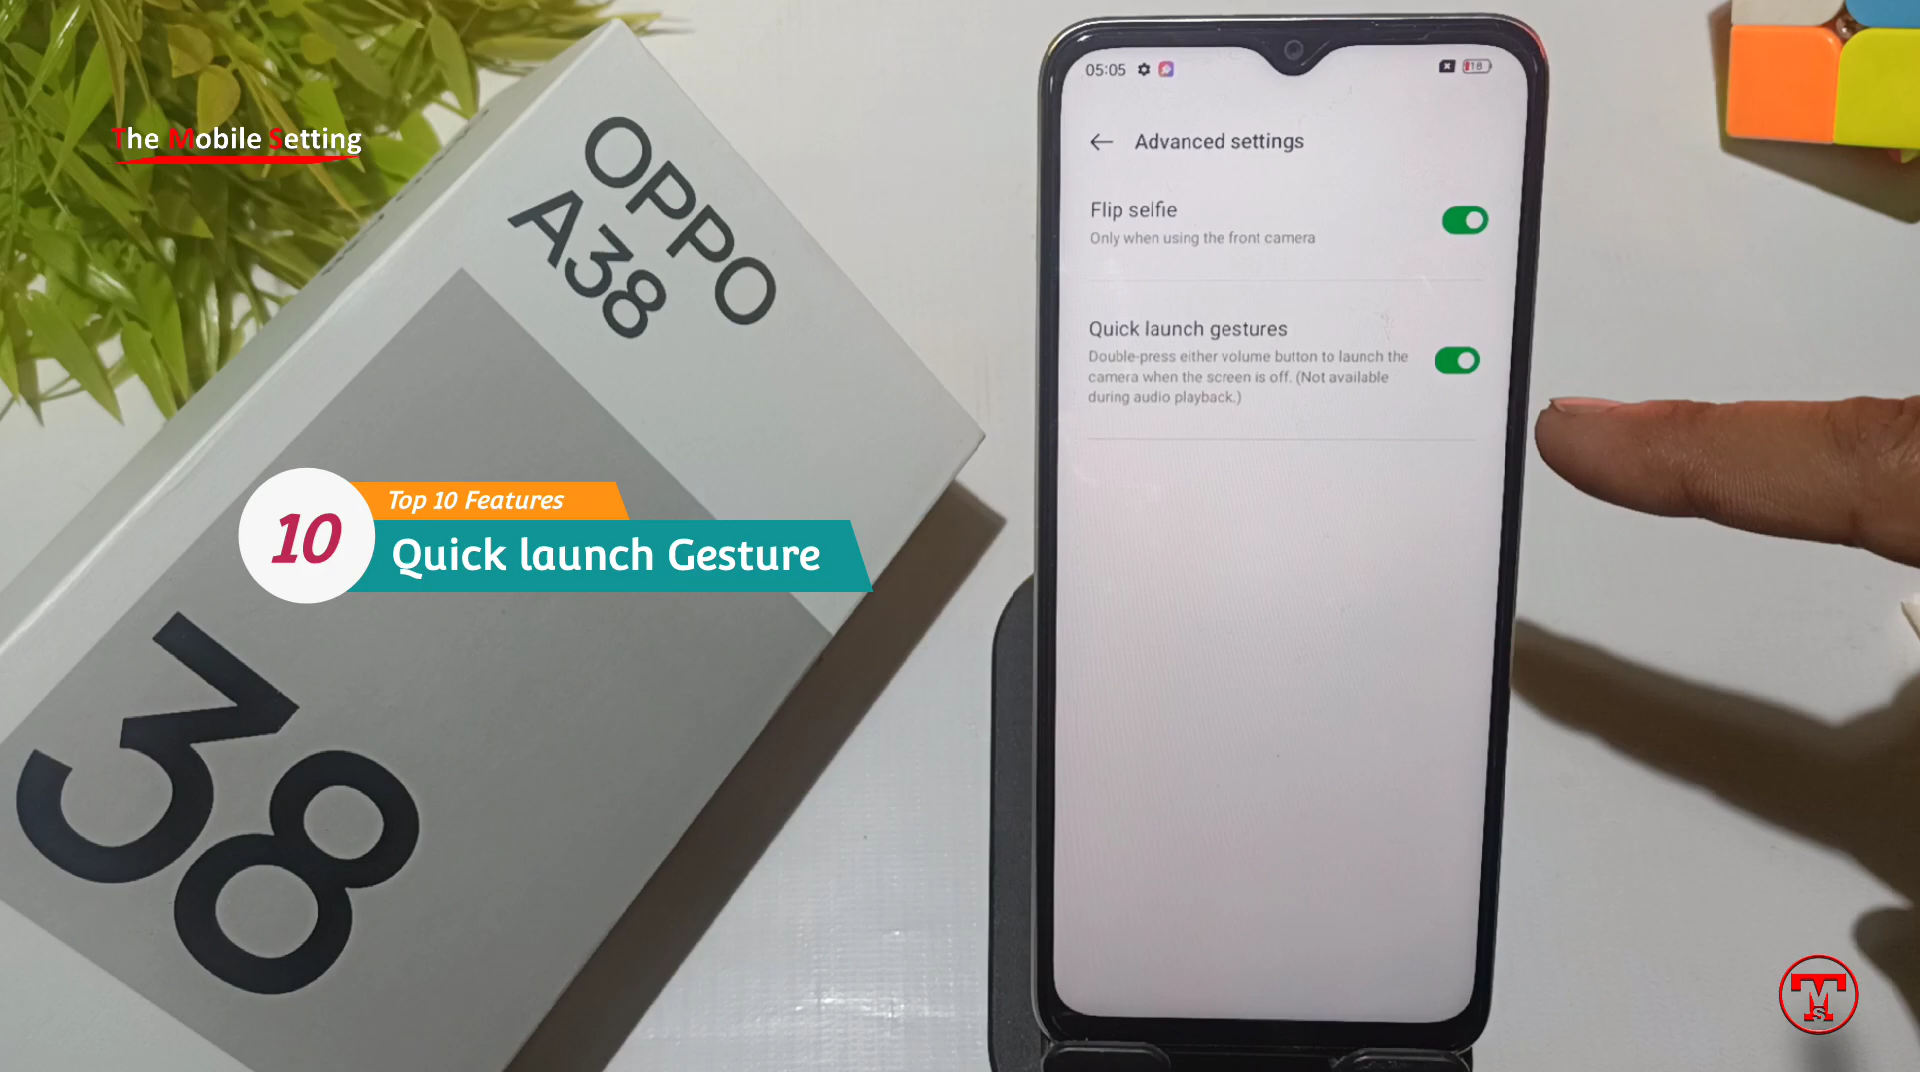 The Mobile Setting
OPPO
A38
38
10
Top 10 Features
Quick launch Gesture
05:05
18
Advanced settings
Flip selfie
Only when using the front camera
Quick launch gestures
Double-press either volume button to launch the
camera when the screen is off. (Not available
during audio playback.)
TMS